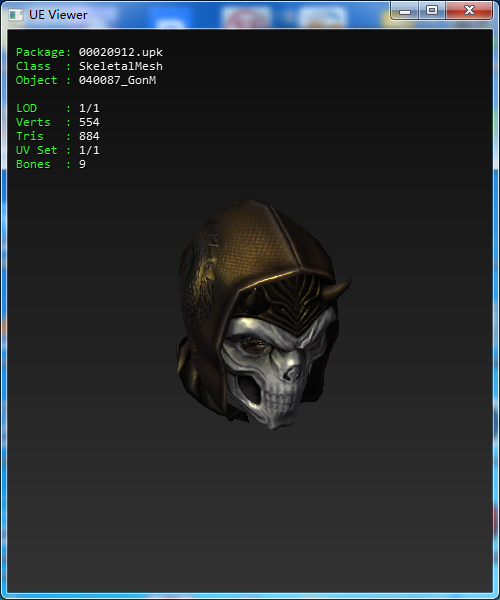 UE Viewer
Package: 00020912.upk
Class : SkeletalMesh
Object : 040087_GonM
LOD : 1/1
Verts : 554
Tris : 884
UV Set : 1/1
Bones : 9